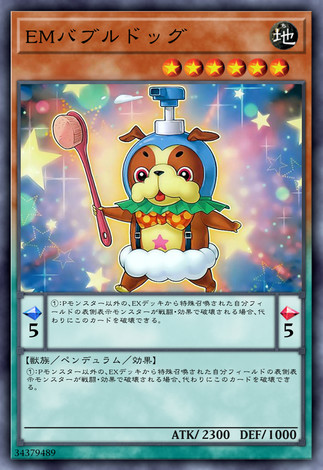 EMバブルドッグ
地
①:Pモンスター以外の、EXデッキから特殊召喚された自分フィー
ルドの表側表示モンスターが戦闘・効果で破壊される場合、代
わりにこのカードを破壊できる。
5
5
【獣族/ペンデュラム/効果】
①:Pモンスター以外の、EXデッキから特殊召喚された自分フィールドの表側表
示モンスターが戦闘・効果で破壊される場合、代わりにこのカードを破壊でき
る。
ATK/ 2300 DEF/1000
34379489